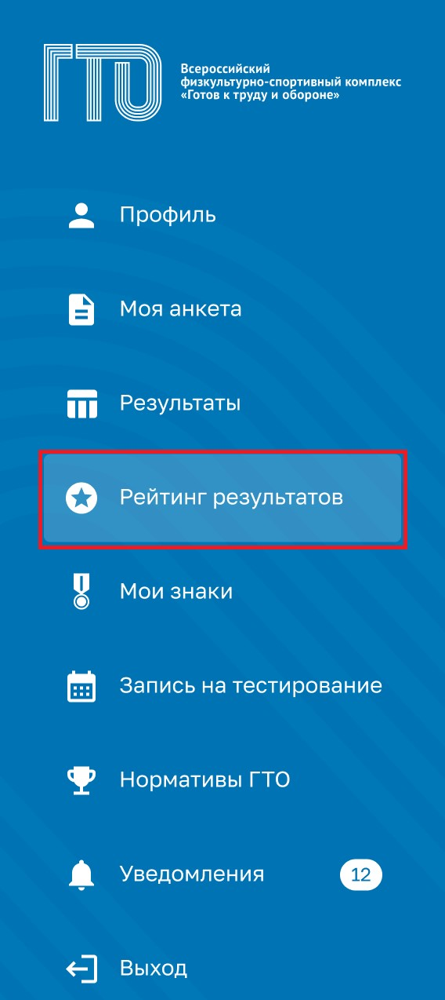 ГТО
Всероссийский
физкультурно-спортивный комплекс
«Готов к труду и обороне»
Профиль
Моя анкета
Результаты
Рейтинг результатов
Мои знаки
Запись на тестирование
Нормативы ГТО
Уведомления 12
Выход